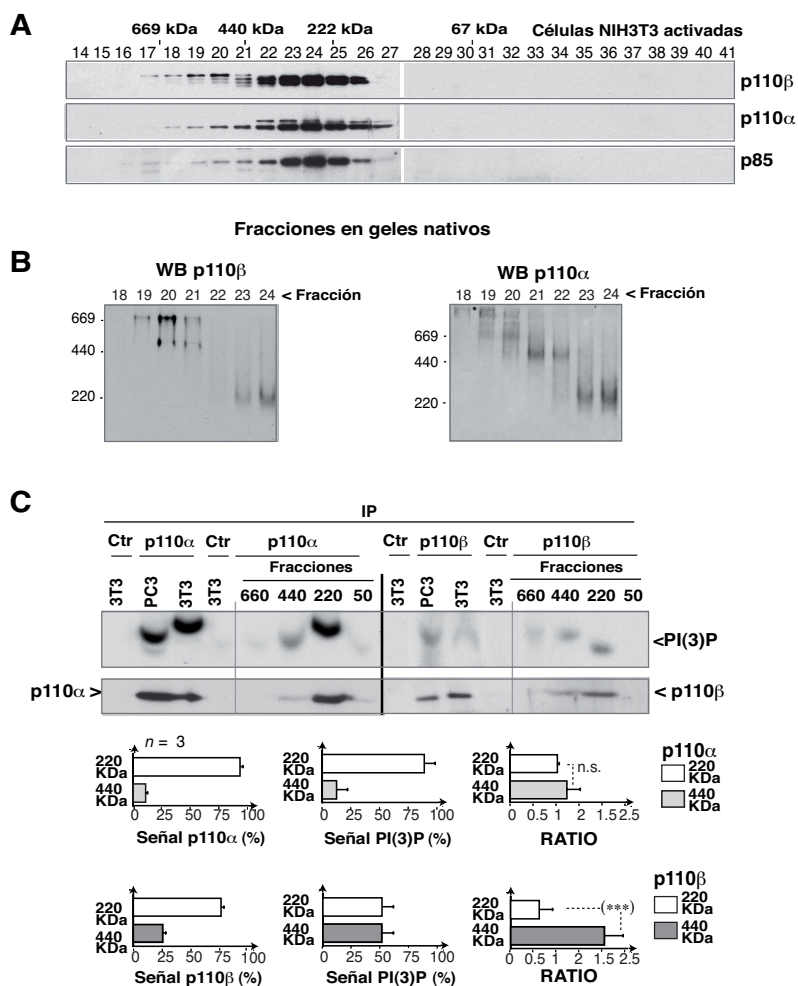 A
669 kDa 440 kDa 222 kDa 67 kDa Células NIH3T3 activadas
14 15 16 17 18 19 20 21 22 23 24 25 26 27 28 29 30 31 32 33 34 35 36 37 38 39 40 41
p110β
p110α
p85
Fracciones en geles nativos
B
WB p110β
18 19 20 21 22 23 24 < Fracción
669
440
220
WB p110α
18 19 20 21 22 23 24 < Fracción
669
440
220
C
IP
Ctr p110α Ctr p110α Ctr p110β Ctr p110β
Fracciones Fracciones
3T3 PC3 3T3 3T3 660 440 220 50 3T3 PC3 3T3 3T3 660 440 220 50
<PI(3)P
p110α > < p110β
n = 3
220 KDa
440 KDa
0 25 50 75 100
Señal p110α (%)
220 KDa
440 KDa
0 25 50 75 100
Señal PI(3)P (%)
220 KDa
440 KDa
n.s.
0 0.5 1 2 1.5 2.5
RATIO
p110α
220 KDa
440 KDa
220 KDa
440 KDa
0 25 50 75 100
Señal p110β (%)
220 KDa
440 KDa
0 25 50 75 100
Señal PI(3)P (%)
220 KDa
440 KDa
(***)
0 0.5 1 2 1.5 2.5
RATIO
p110β
220 KDa
440 KDa